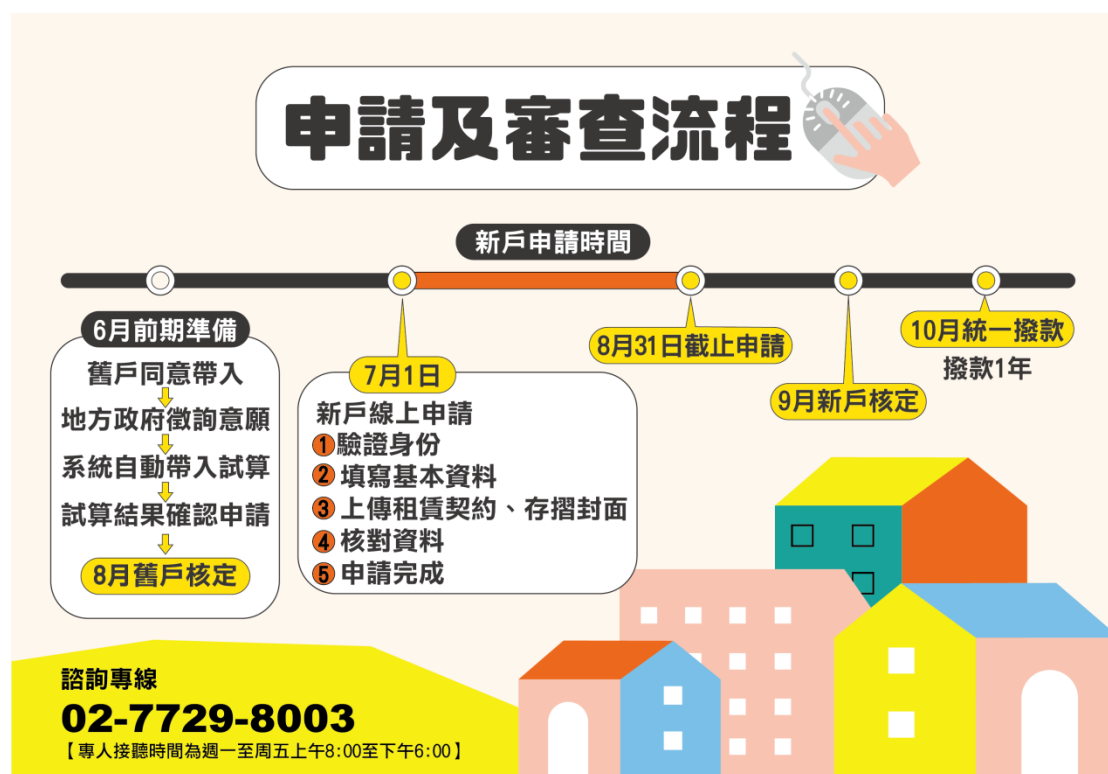 申請及審查流程
新戶申請時間
6月前期準備
舊戶同意帶入
地方政府徵詢意願
系統自動帶入試算
試算結果確認申請
8月舊戶核定
7月1日
新戶線上申請
1 驗證身份
2 填寫基本資料
3 上傳租賃契約、存摺封面
4 核對資料
5 申請完成
8月31日截止申請
9月新戶核定
10月統一撥款
撥款1年
諮詢專線
02-7729-8003
【專人接聽時間為週一至周五上午8:00至下午6:00】